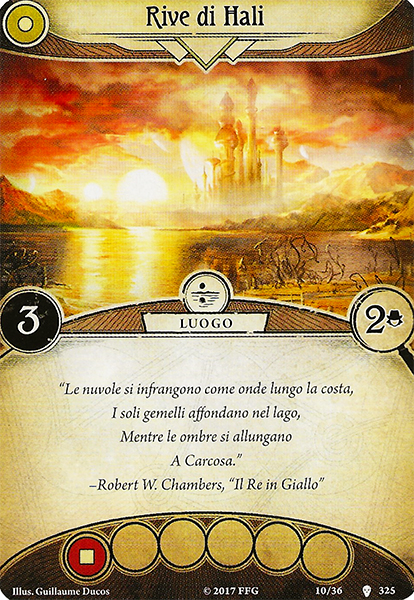 Rive di Hali
3
LUOGO
2
“Le nuvole si infrangono come onde lungo la costa,
I soli gemelli affondano nel lago,
Mentre le ombre si allungano
A Carcosa.”
–Robert W. Chambers, “Il Re in Giallo”
Illus. Guillaume Ducos © 2017 FFG 10/36 325